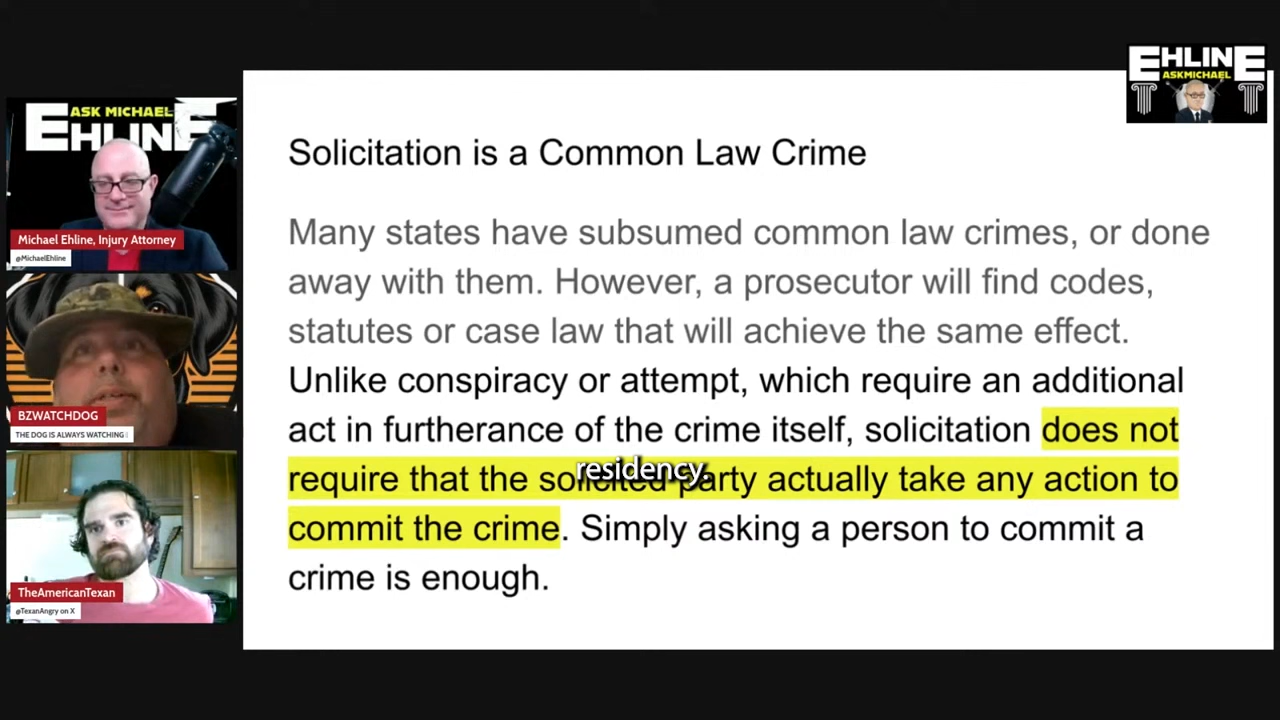 EHLINE
ASKMICHAEL
ASK MICHAEL
EHLINE
Michael Ehline, Injury Attorney
@MichaelEhline
BZWATCHDOG
THE DOG IS ALWAYS WATCHING
TheAmericanTexan
@TexanAngry on X
Solicitation is a Common Law Crime
Many states have subsumed common law crimes, or done
away with them. However, a prosecutor will find codes,
statutes or case law that will achieve the same effect.
Unlike conspiracy or attempt, which require an additional
act in furtherance of the crime itself, solicitation does not
require that the solicited party actually take any action to
commit the crime. Simply asking a person to commit a
crime is enough.
residency.